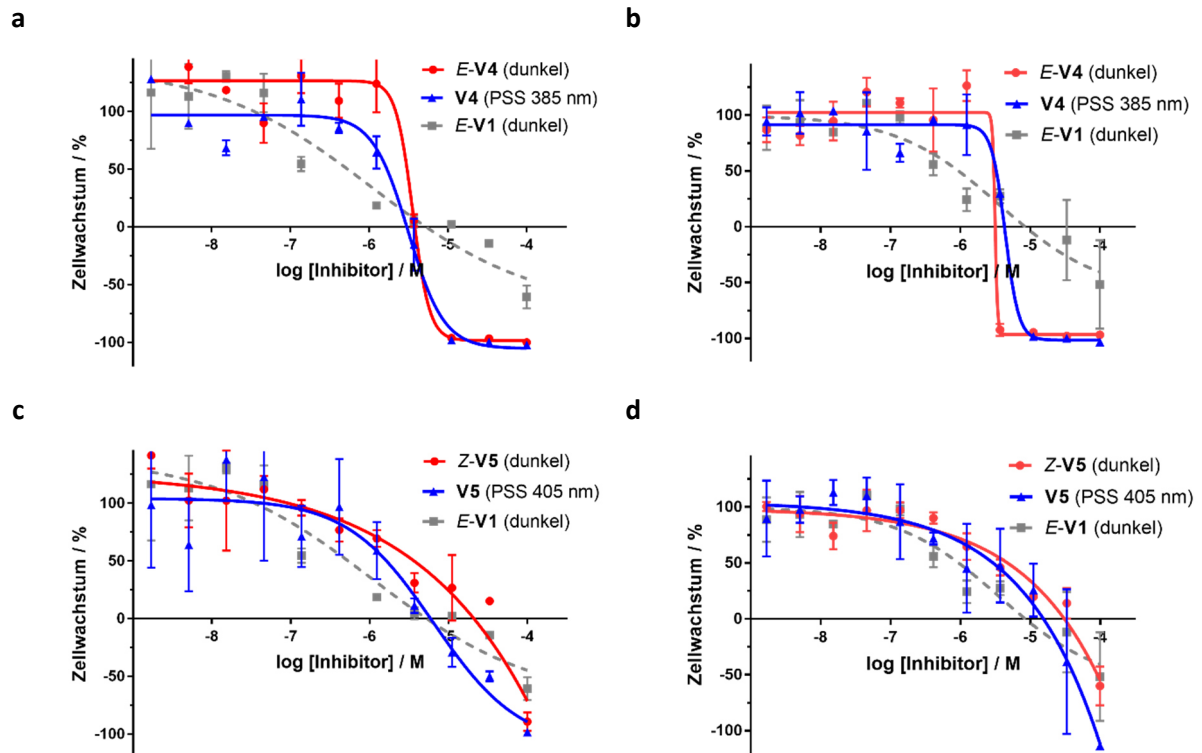 a
E-V4 (dunkel)
V4 (PSS 385 nm)
E-V1 (dunkel)
Zellwachstum / %
100
50
0
-50
-100
-8
-7
-6
-5
-4
log [Inhibitor] / M
b
E-V4 (dunkel)
V4 (PSS 385 nm)
E-V1 (dunkel)
Zellwachstum / %
100
50
0
-50
-100
-8
-7
-6
-5
-4
log [Inhibitor] / M
c
Z-V5 (dunkel)
V5 (PSS 405 nm)
E-V1 (dunkel)
Zellwachstum / %
100
50
0
-50
-100
-8
-7
-6
-5
-4
log [Inhibitor] / M
d
Z-V5 (dunkel)
V5 (PSS 405 nm)
E-V1 (dunkel)
Zellwachstum / %
100
50
0
-50
-100
-8
-7
-6
-5
-4
log [Inhibitor] / M